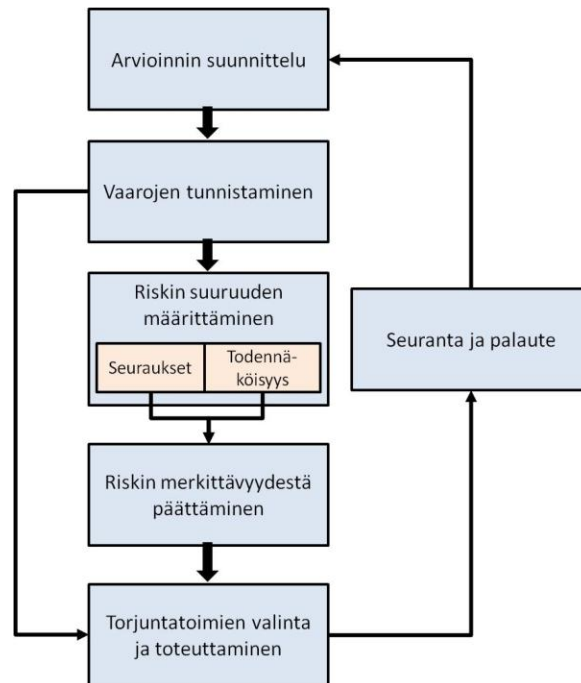 Arvioinnin suunnittelu
Vaarojen tunnistaminen
Riskin suuruuden
määrittäminen
Seuraukset
Todennä-
köisyys
Seuranta ja palaute
Riskin merkittävyydestä
päättäminen
Torjuntatoimien valinta
ja toteuttaminen